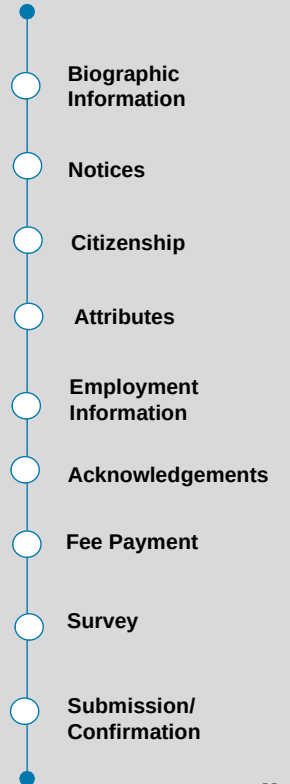 Biographic
Information
Notices
Citizenship
Attributes
Employment
Information
Acknowledgements
Fee Payment
Survey
Submission/
Confirmation